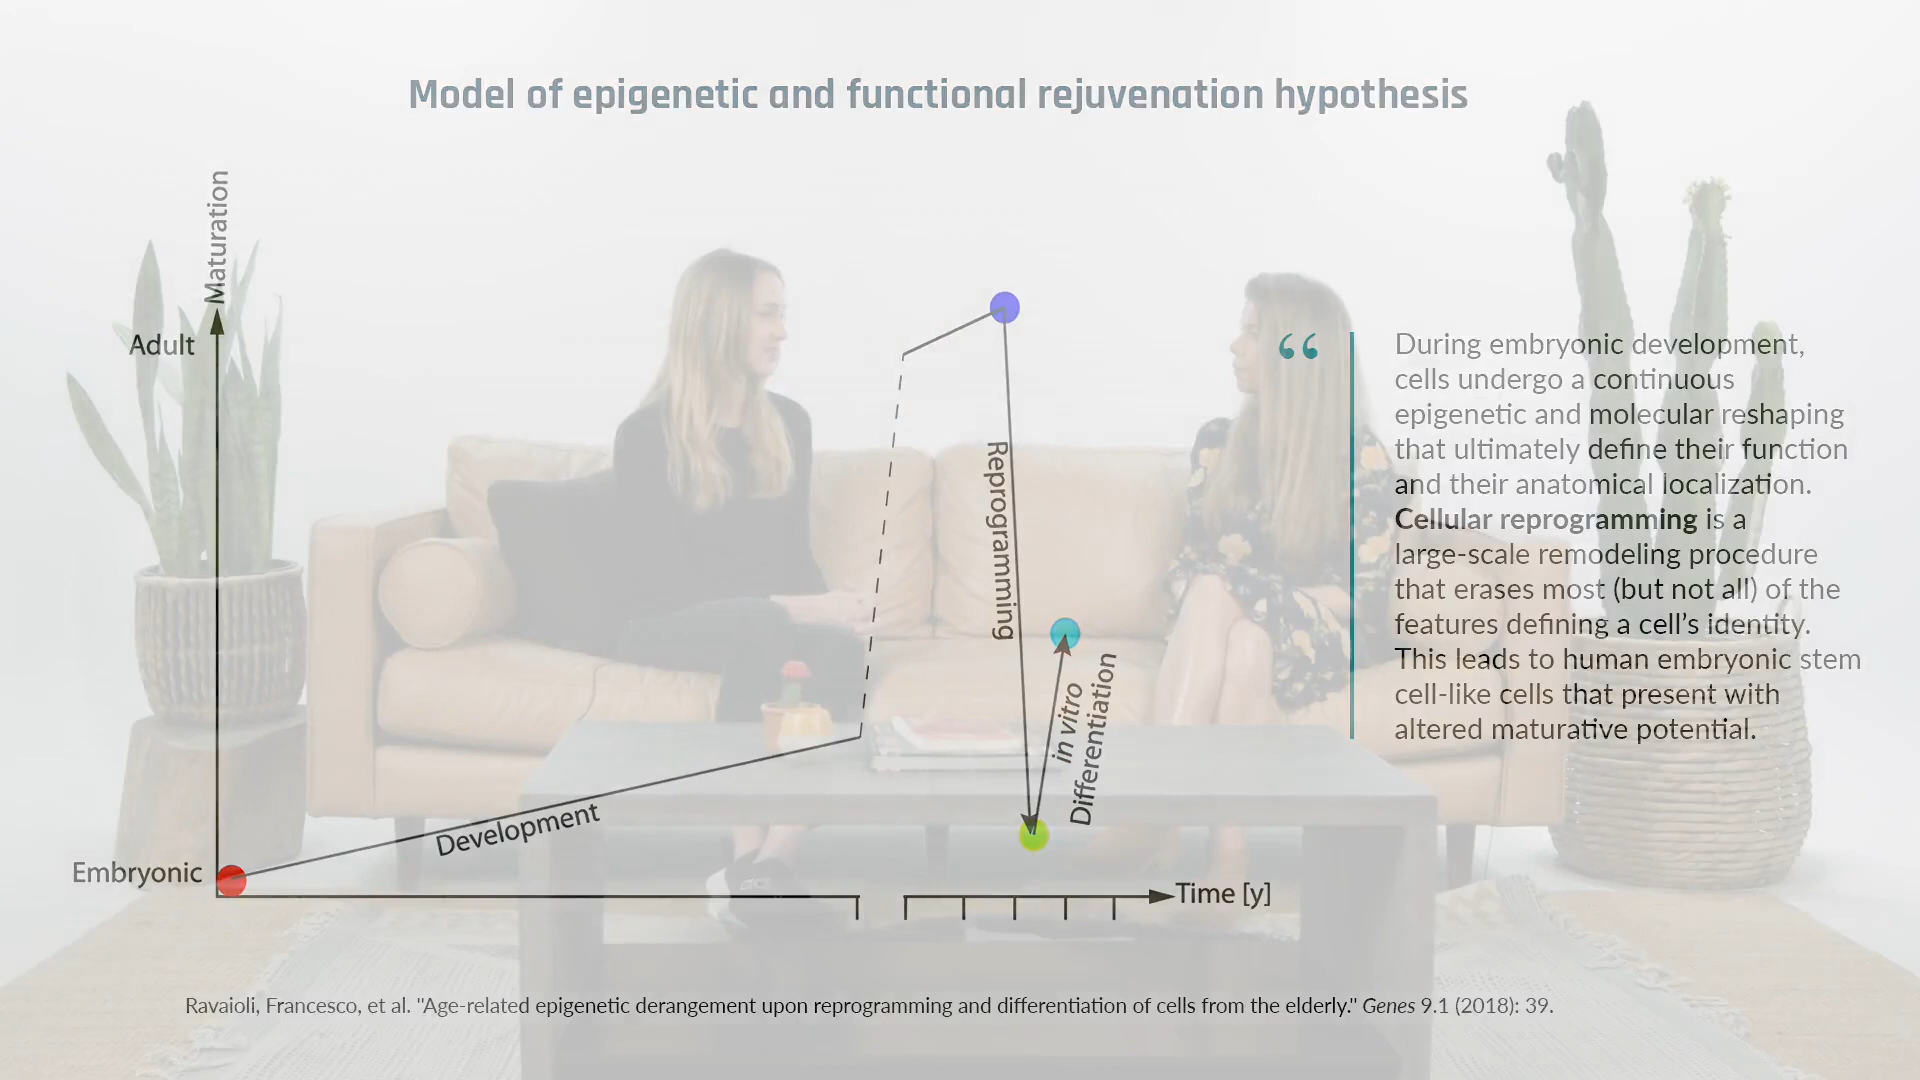 Model of epigenetic and functional rejuvenation hypothesis
Maturation
Adult
Embryonic
Development
Reprogramming
in vitro
Differentiation
Time [y]
“
During embryonic development,
cells undergo a continuous
epigenetic and molecular reshaping
that ultimately define their function
and their anatomical localization.
Cellular reprogramming is a
large-scale remodeling procedure
that erases most (but not all) of the
features defining a cell’s identity.
This leads to human embryonic stem
cell-like cells that present with
altered maturative potential.
Ravaioli, Francesco, et al. "Age-related epigenetic derangement upon reprogramming and differentiation of cells from the elderly." Genes 9.1 (2018): 39.